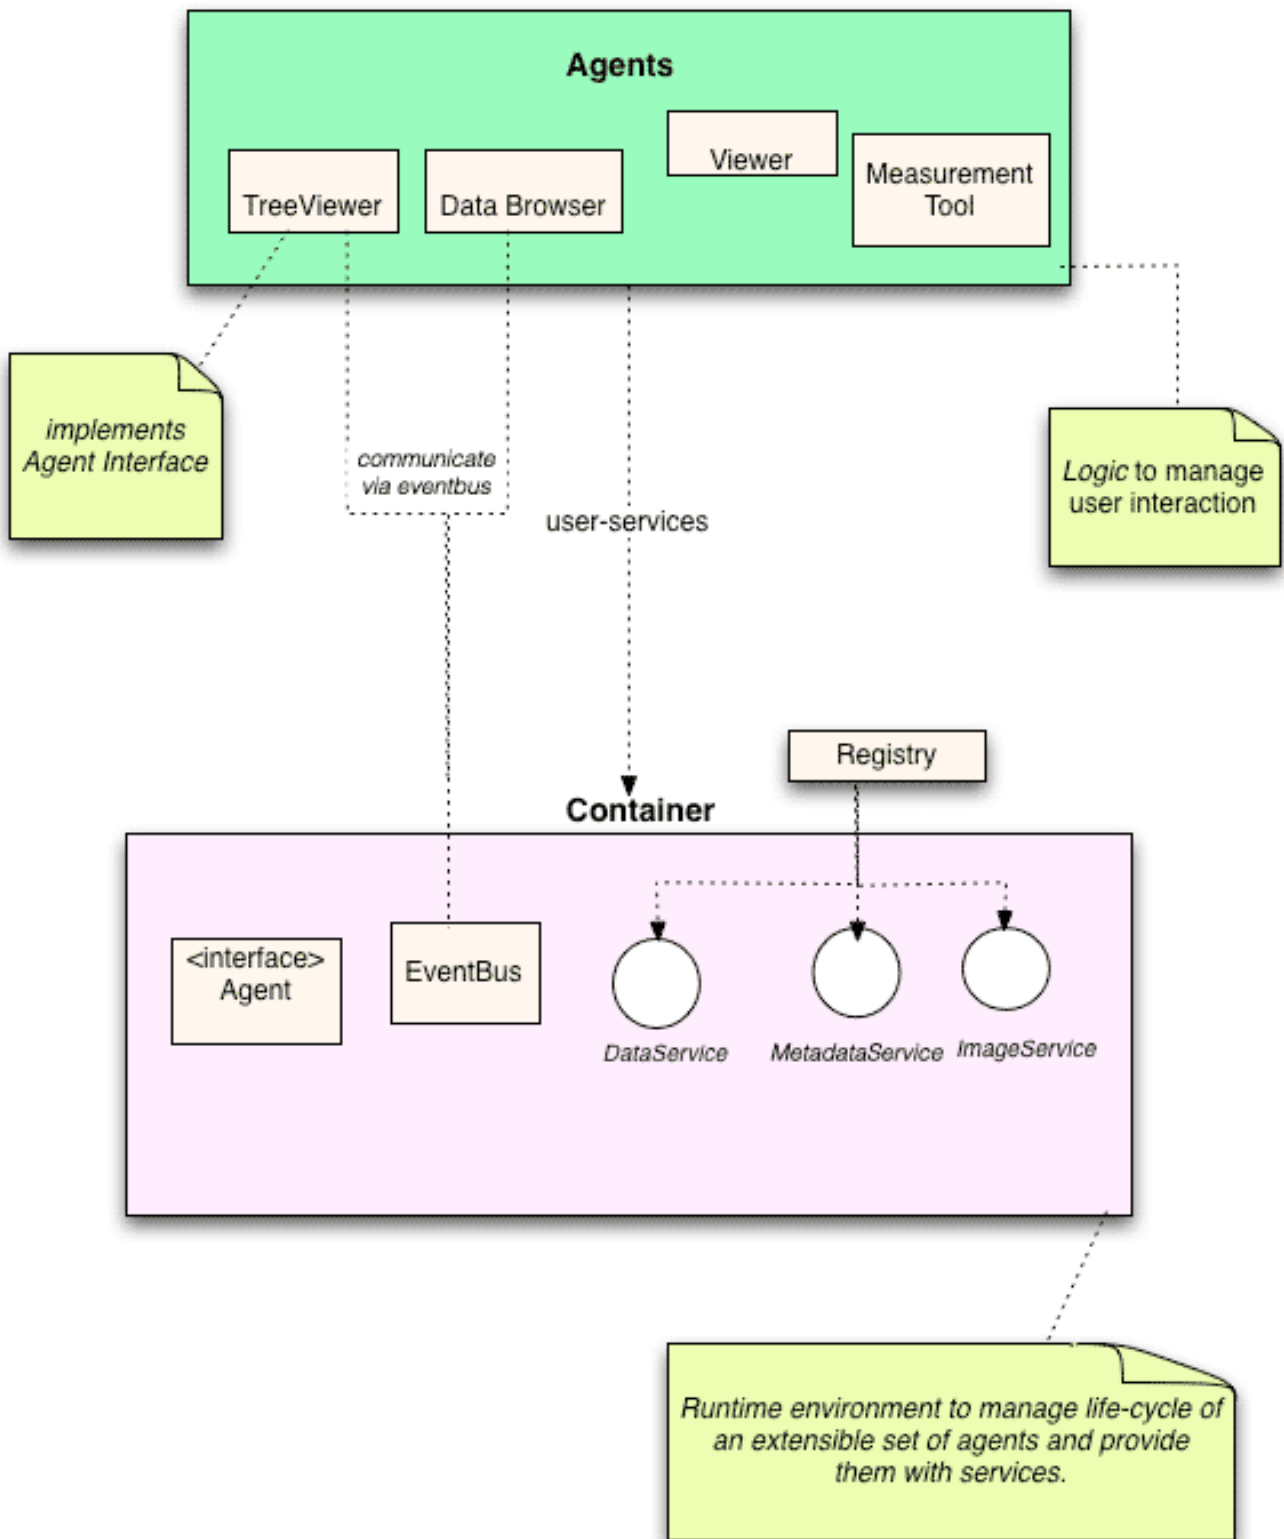 Agents
TreeViewer
Data Browser
Viewer
Measurement
Tool
implements
Agent Interface
communicate
via eventbus
user-services
Logic to manage
user interaction
Registry
Container
<interface>
Agent
EventBus
DataService
MetadataService
ImageService
Runtime environment to manage life-cycle of
an extensible set of agents and provide
them with services.